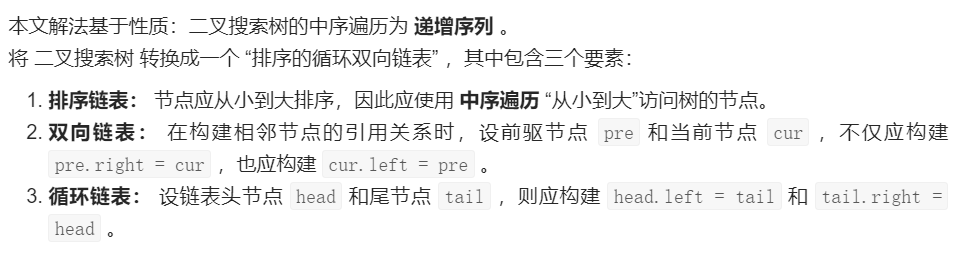 本文解法基于性质：二叉搜索树的中序遍历为 递增序列 。
将 二叉搜索树 转换成一个 “排序的循环双向链表” ，其中包含三个要素：
1. 排序链表： 节点应从小到大排序，因此应使用 中序遍历 “从小到大”访问树的节点。
2. 双向链表： 在构建相邻节点的引用关系时，设前驱节点 pre 和当前节点 cur ，不仅应构建
pre.right = cur ，也应构建 cur.left = pre 。
3. 循环链表： 设链表头节点 head 和尾节点 tail ，则应构建 head.left = tail 和 tail.right =
head 。